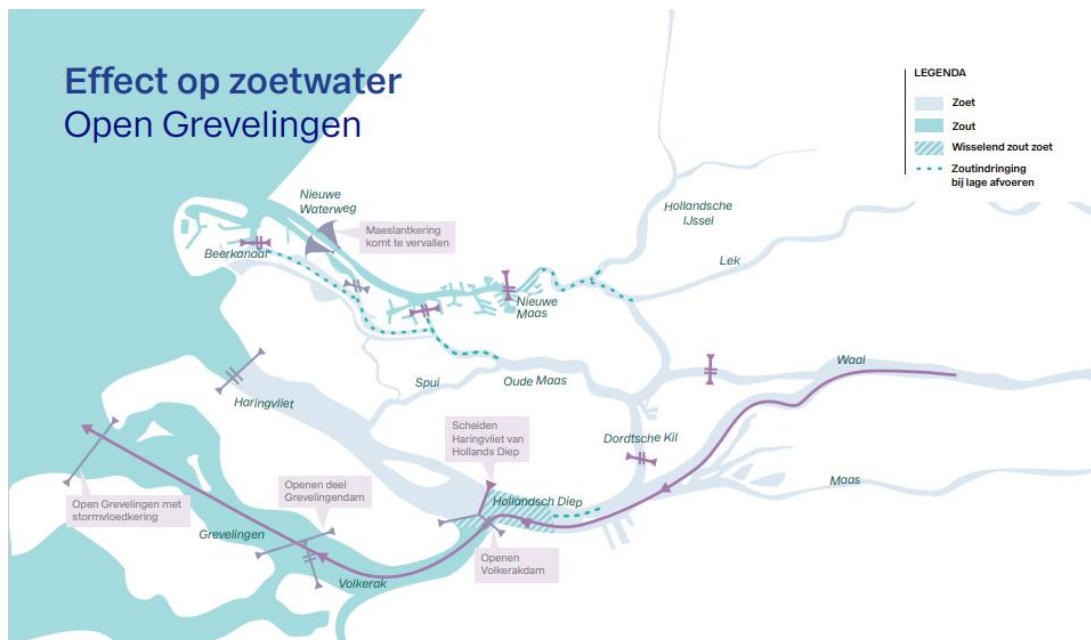 Effect op zoetwater
Open Grevelingen
LEGENDA
Zoet
Zout
Wisselend zout zoet
Zoutindringing
bij lage afvoeren
Nieuwe
Waterweg
Maeslantkering
komt te vervallen
Hollandsche
IJssel
Beerkanaal
Lek
Nieuwe
Maas
Waal
Spui
Oude Maas
Haringvliet
Scheiden
Haringvliet van
Hollands Diep
Dordtsche Kil
Maas
Openen deel
Grevelingendam
Hollandsch Diep
Open Grevelingen met
stormvloedkering
Grevelingen
Openen
Volkerakdam
Volkerak